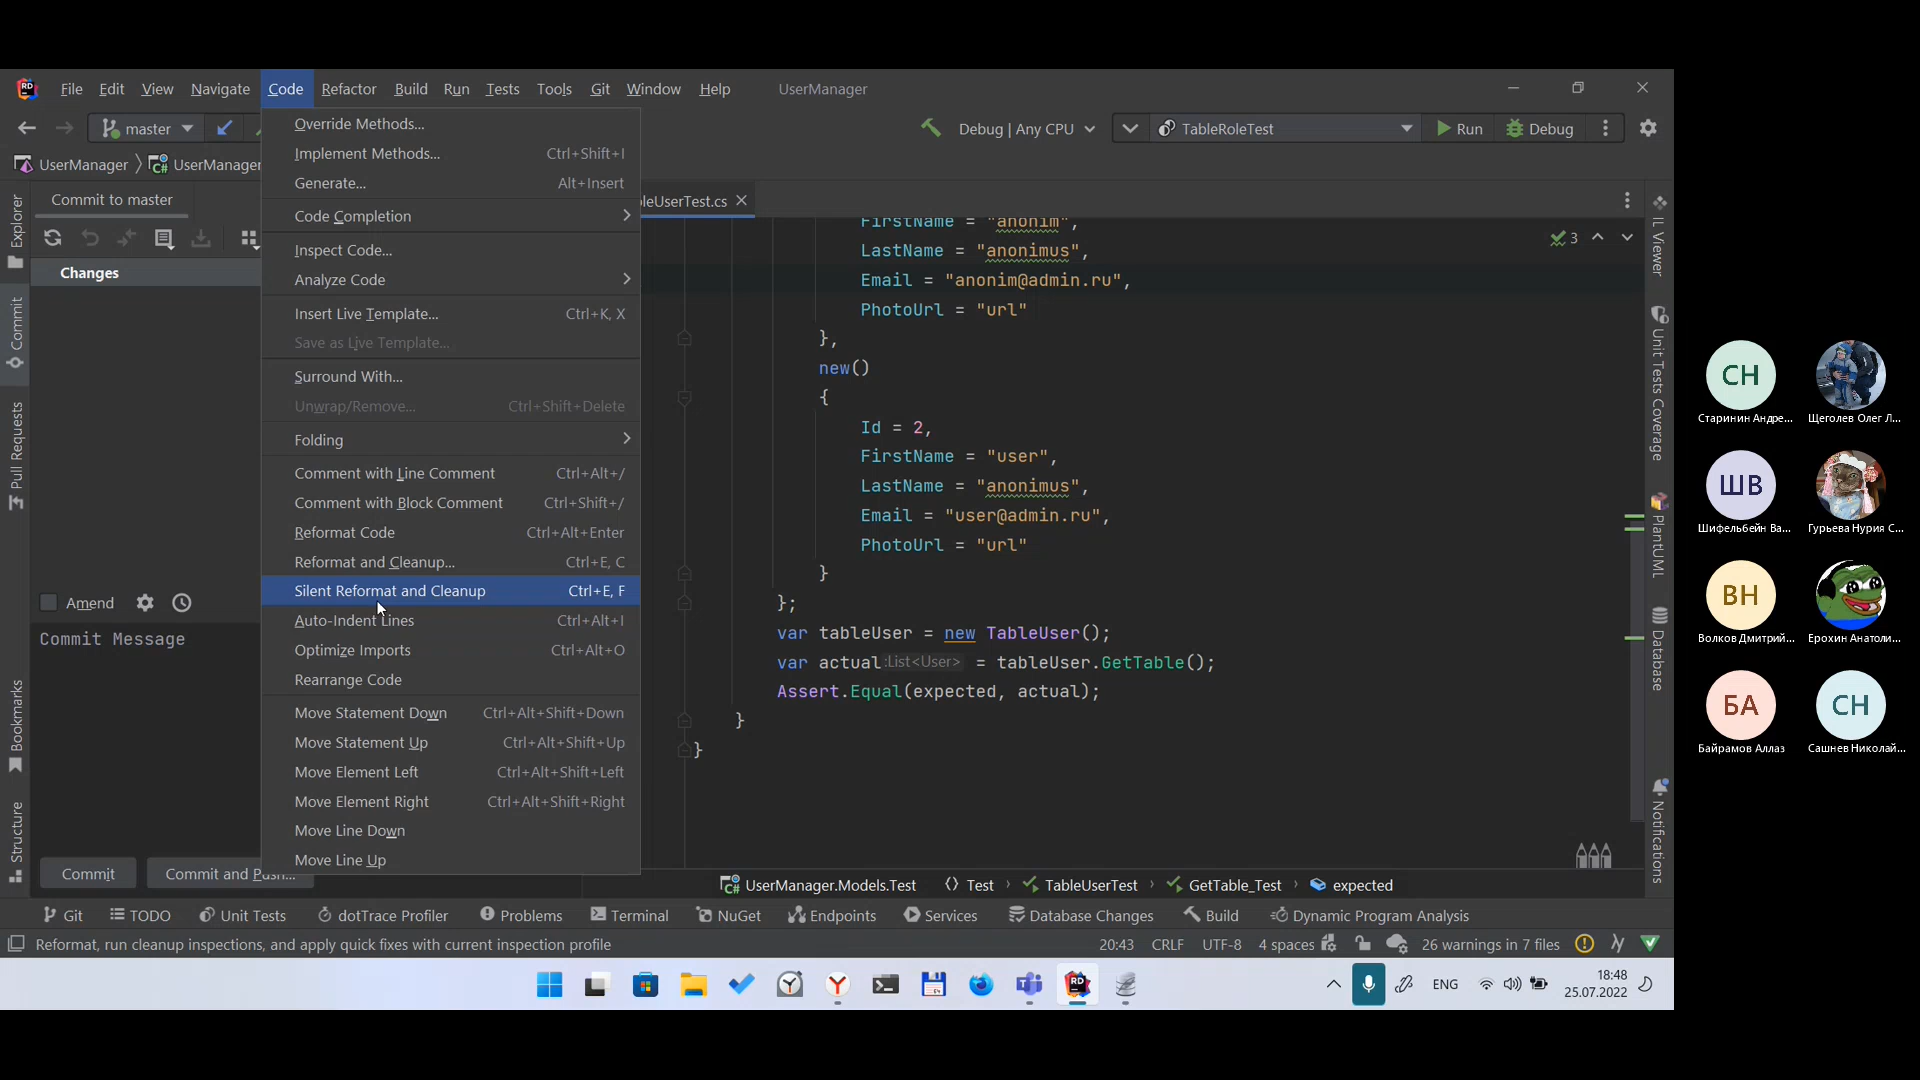 File Edit View Navigate Code Refactor Build Run Tests Tools Git Window Help UserManager
master Debug | Any CPU TableRoleTest Run Debug
UserManager UserManager
Commit to master
Changes
Amend
Commit Message
Commit
Commit and Push...
Explorer
Commit
Pull Requests
Bookmarks
Structure
Override Methods...
Implement Methods... Ctrl+Shift+I
Generate... Alt+Insert
Code Completion
Inspect Code...
Analyze Code
Insert Live Template... Ctrl+K, X
Save as Live Template...
Surround With...
Unwrap/Remove... Ctrl+Shift+Delete
Folding
Comment with Line Comment Ctrl+Alt+/
Comment with Block Comment Ctrl+Shift+/
Reformat Code Ctrl+Alt+Enter
Reformat and Cleanup... Ctrl+E, C
Silent Reformat and Cleanup Ctrl+E, F
Auto-Indent Lines Ctrl+Alt+I
Optimize Imports Ctrl+Alt+O
Rearrange Code
Move Statement Down Ctrl+Alt+Shift+Down
Move Statement Up Ctrl+Alt+Shift+Up
Move Element Left Ctrl+Alt+Shift+Left
Move Element Right Ctrl+Alt+Shift+Right
Move Line Down
Move Line Up
leUserTest.cs
3
FirstName = "anonim",
LastName = "anonimus",
Email = "anonim@admin.ru",
PhotoUrl = "url"
},
new()
{
Id = 2,
FirstName = "user",
LastName = "anonimus",
Email = "user@admin.ru",
PhotoUrl = "url"
}
};
var tableUser = new TableUser();
var actual :List<User> = tableUser.GetTable();
Assert.Equal(expected, actual);
}
}
IL Viewer
Unit Tests Coverage
PlantUML
Database
Notifications
UserManager.Models.Test Test TableUserTest GetTable_Test expected
Git TODO Unit Tests dotTrace Profiler Problems Terminal NuGet Endpoints Services Database Changes Build Dynamic Program Analysis
Reformat, run cleanup inspections, and apply quick fixes with current inspection profile 20:43 CRLF UTF-8 4 spaces 26 warnings in 7 files
ENG 18:48
25.07.2022
СН
Старинин Андре... Щеголев Олег Л...
ШВ
Шифельбейн Ва... Гурьева Нурия С...
ВН
Волков Дмитрий... Ерохин Анатоли...
БА СН
Байрамов Аллаз Сашнев Николай...